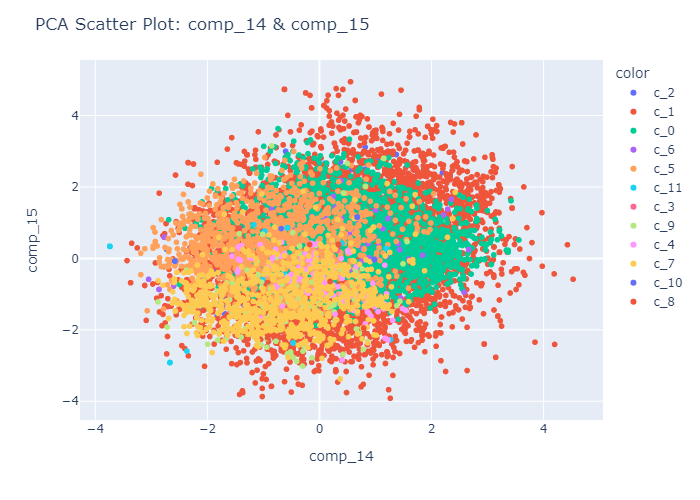 PCA Scatter Plot: comp_14 & comp_15
color
c_2
c_1
c_0
c_6
c_5
c_11
c_3
c_9
c_4
c_7
c_10
c_8
4
2
0
−2
−4
comp_15
−4
−2
0
2
4
comp_14